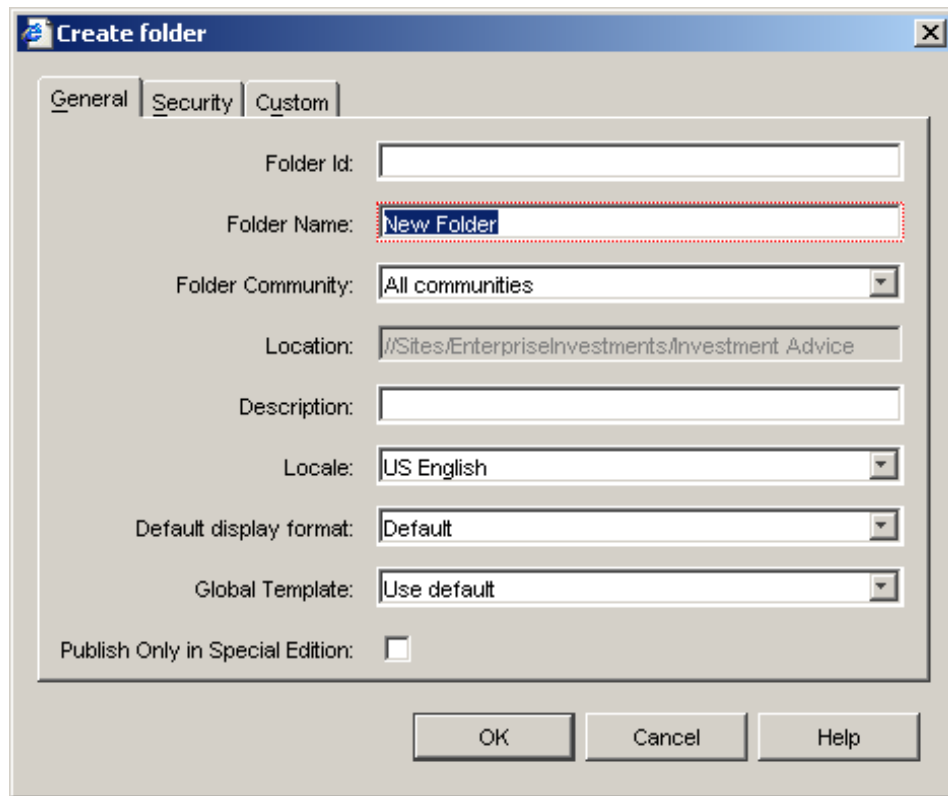 Create folder
General Security Custom
Folder Id:
Folder Name: New Folder
Folder Community: All communities
Location: //Sites/EnterpriseInvestments/Investment Advice
Description:
Locale: US English
Default display format: Default
Global Template: Use default
Publish Only in Special Edition:
OK Cancel Help